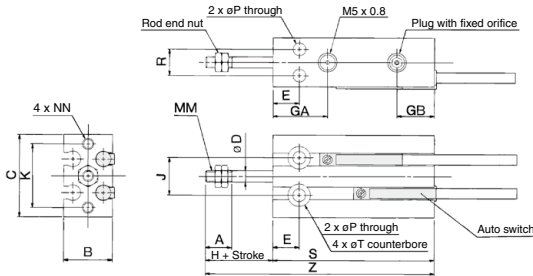 2 x øP through
M5 x 0.8
Rod end nut
Plug with fixed orifice
R
E
GA
GB
4 x NN
MM
ø D
C
K
J
B
A
E
S
H + Stroke
Z
2 x øP through
4 x øT counterbore
Auto switch